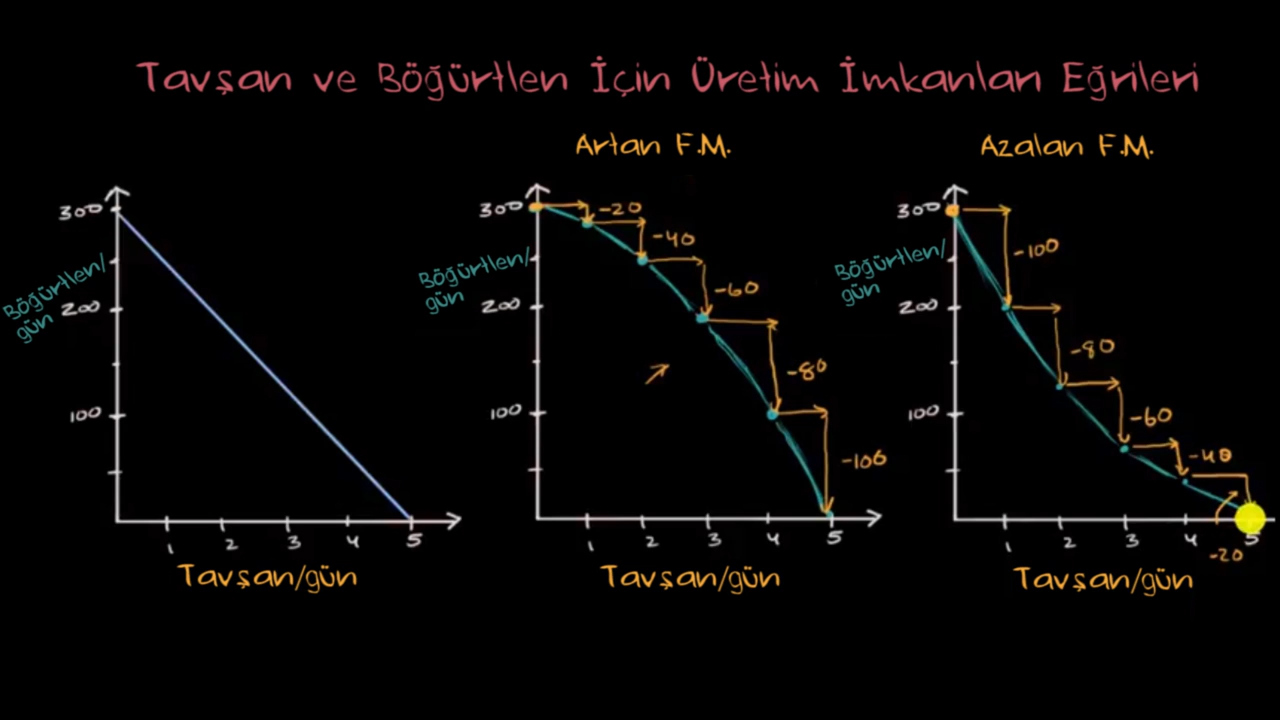 Tavşan ve Böğürtlen İçin Üretim İmkanları Eğrileri
300
Böğürtlen/
gün
200
100
1 2 3 4 5
Tavşan/gün
Artan F.M.
300
Böğürtlen/
gün
200
100
-20
-40
-60
-80
-100
1 2 3 4 5
Tavşan/gün
Azalan F.M.
300
Böğürtlen/
gün
200
100
-100
-80
-60
-40
-20
1 2 3 4 5
Tavşan/gün